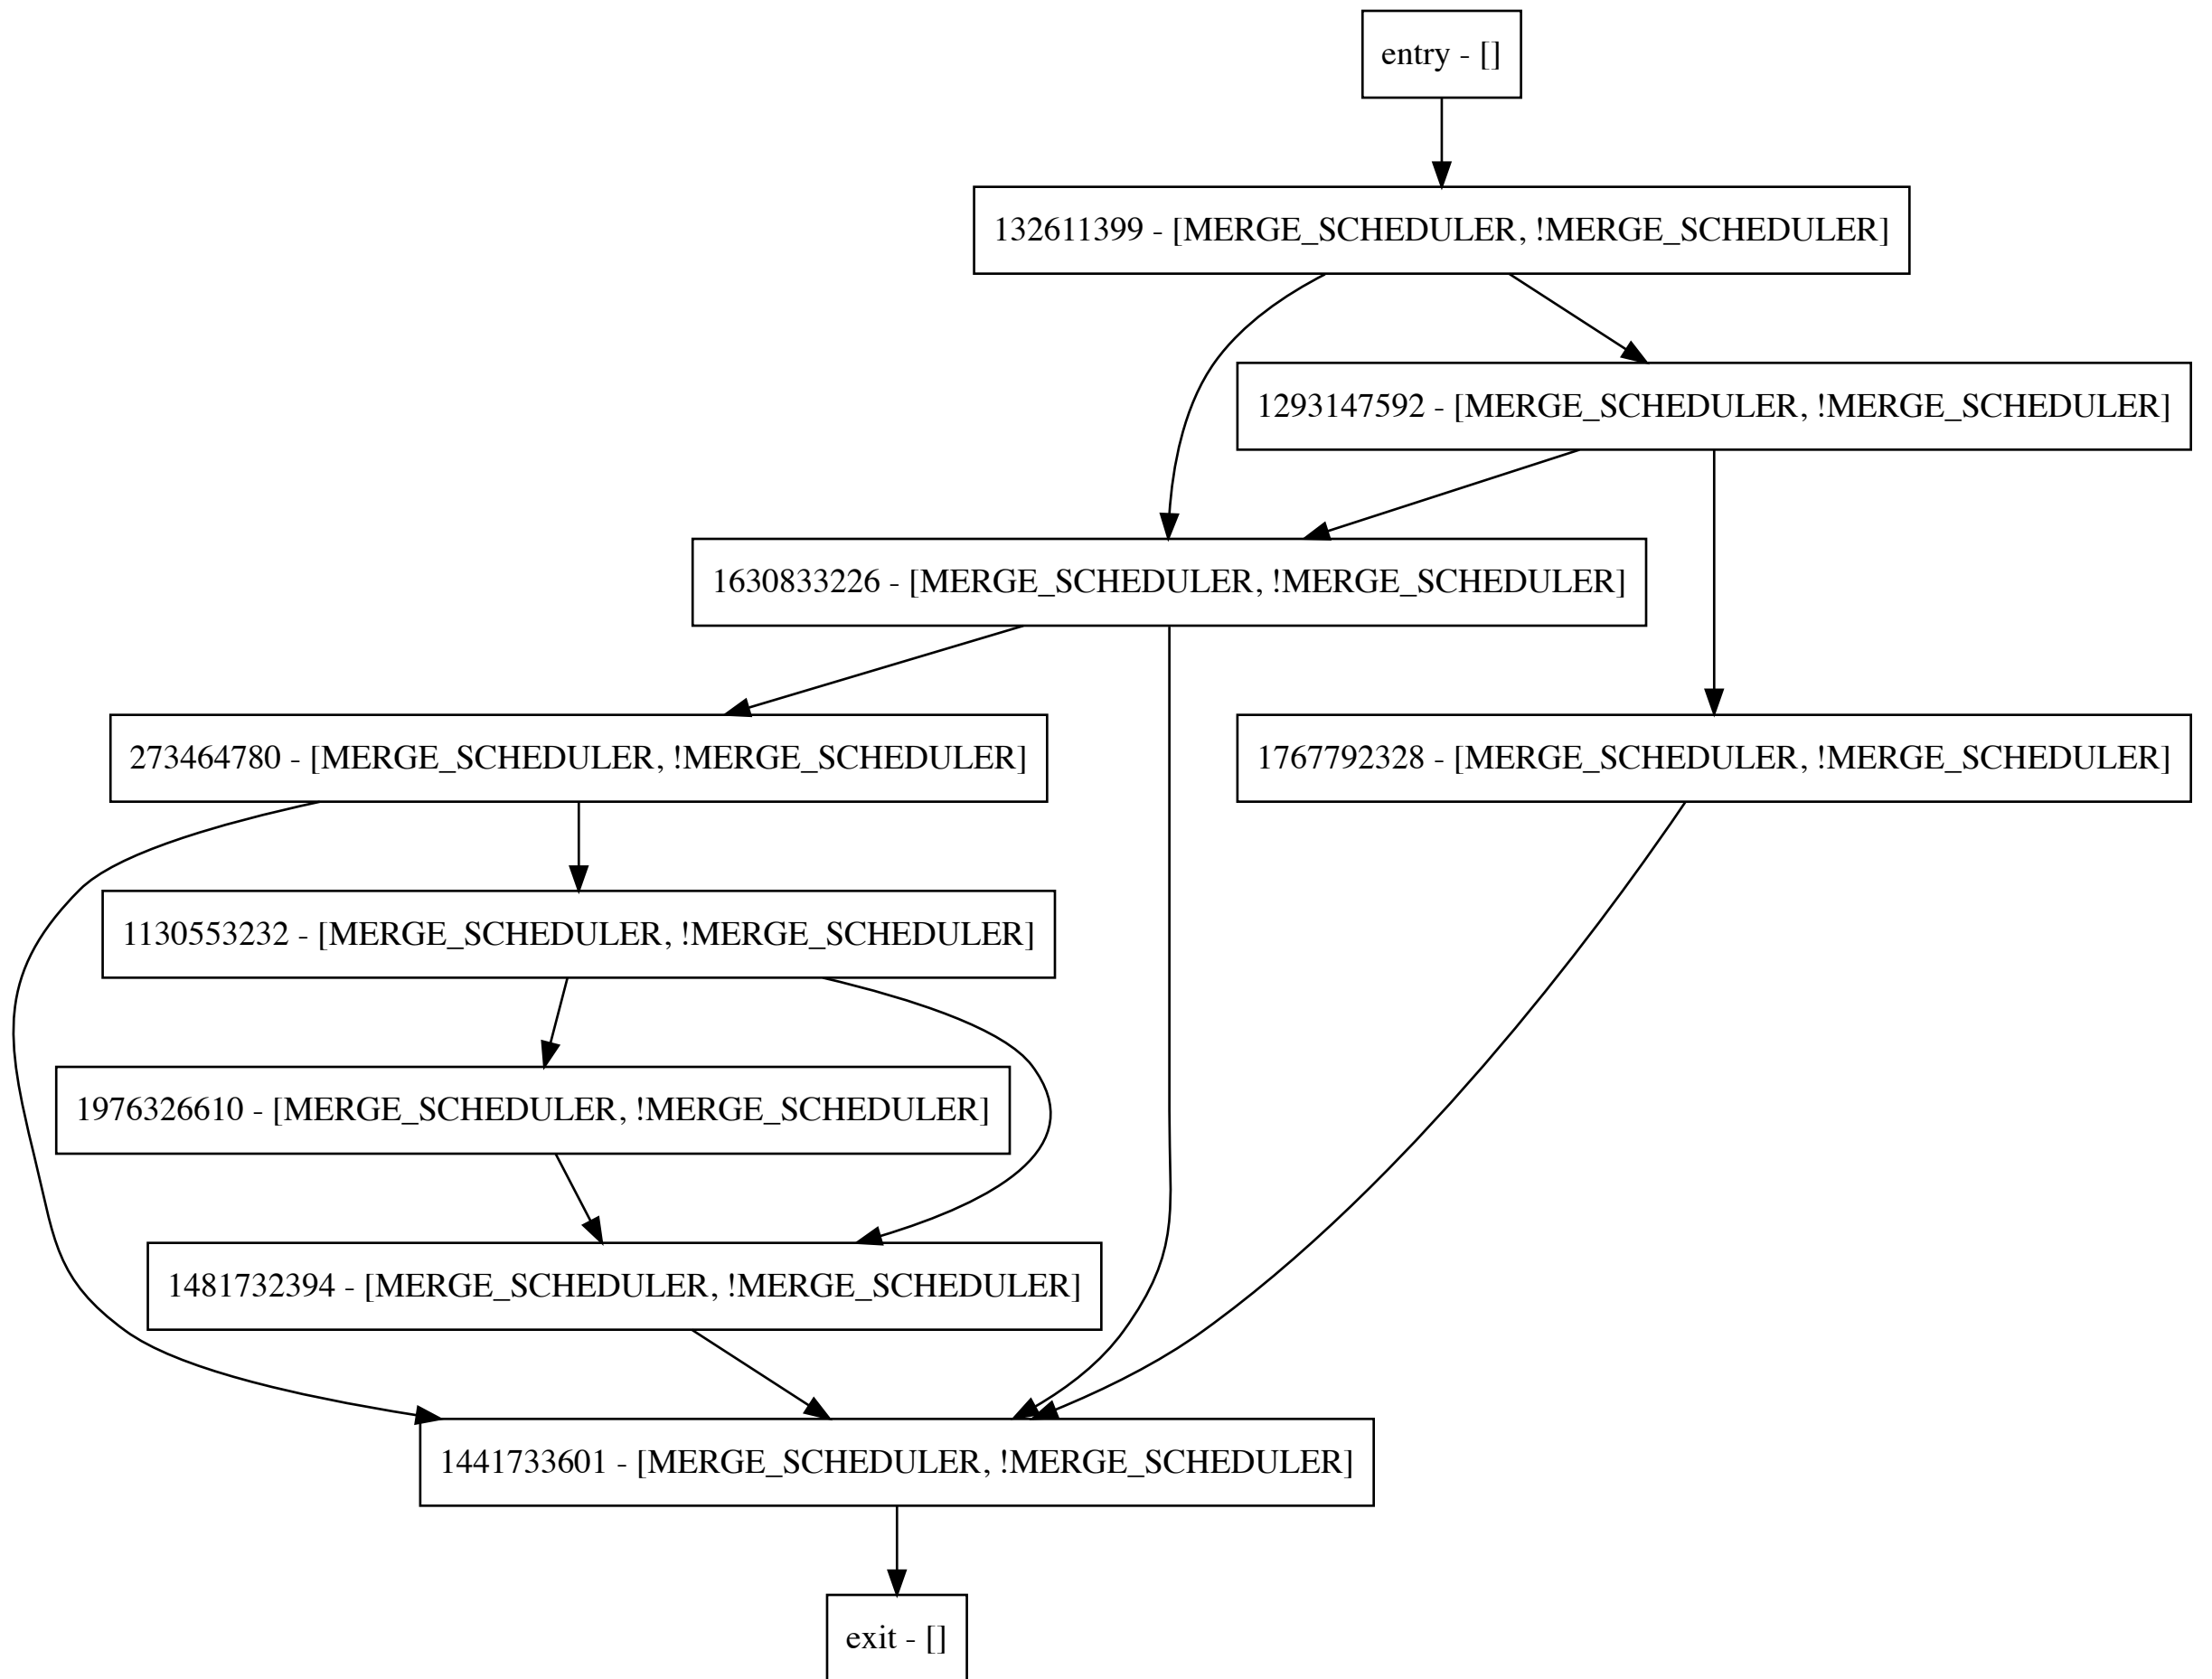 entry - []
132611399 - [MERGE_SCHEDULER, !MERGE_SCHEDULER]
1293147592 - [MERGE_SCHEDULER, !MERGE_SCHEDULER]
1630833226 - [MERGE_SCHEDULER, !MERGE_SCHEDULER]
273464780 - [MERGE_SCHEDULER, !MERGE_SCHEDULER]
1767792328 - [MERGE_SCHEDULER, !MERGE_SCHEDULER]
1130553232 - [MERGE_SCHEDULER, !MERGE_SCHEDULER]
1976326610 - [MERGE_SCHEDULER, !MERGE_SCHEDULER]
1481732394 - [MERGE_SCHEDULER, !MERGE_SCHEDULER]
1441733601 - [MERGE_SCHEDULER, !MERGE_SCHEDULER]
exit - []